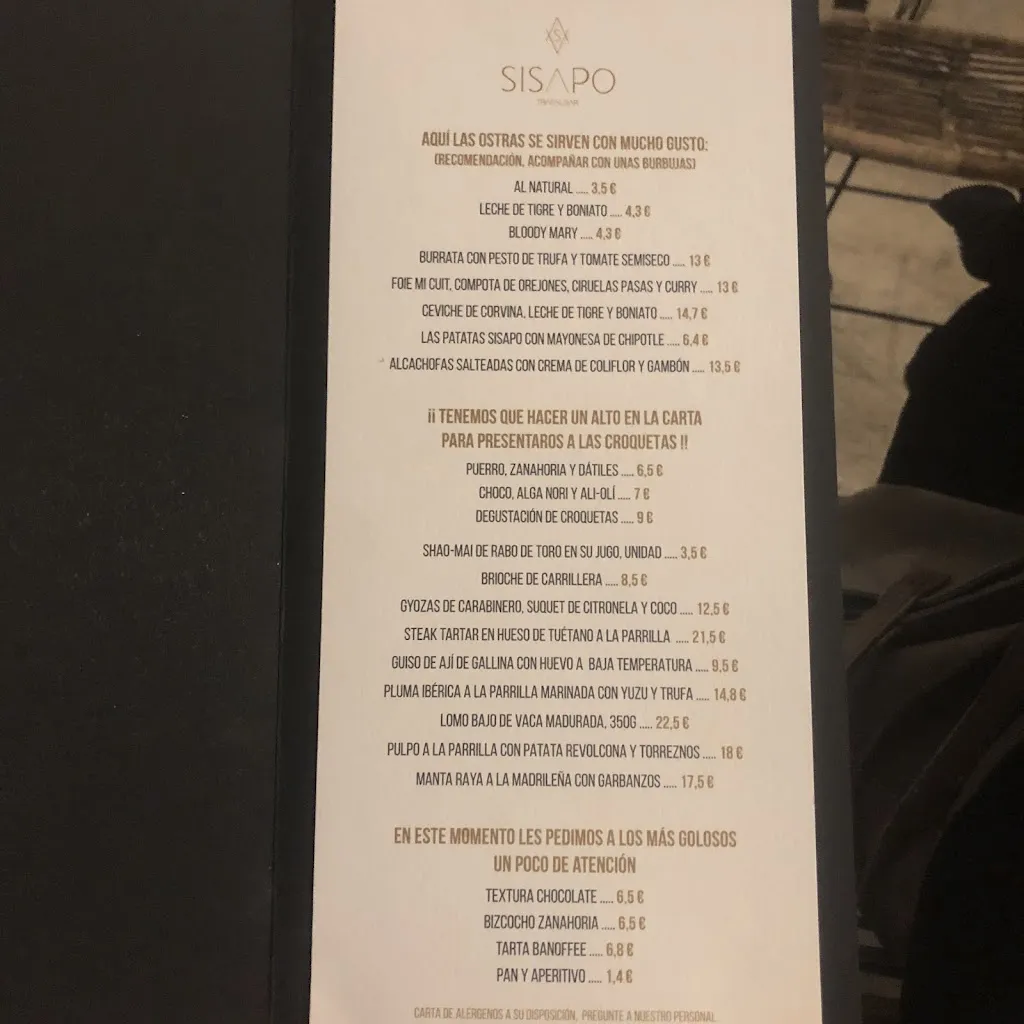 SISAPO
AQUÍ LAS OSTRAS SE SIRVEN CON MUCHO GUSTO:
(RECOMENDACIÓN, ACOMPAÑAR CON UNAS BURBUJAS)
AL NATURAL ..... 3,5 €
LECHE DE TIGRE Y BONIATO ..... 4,3 €
BLOODY MARY ..... 4,3 €
BURRATA CON PESTO DE TRUFA Y TOMATE SEMISECO ..... 13 €
FOIE MI CUIT, COMPOTA DE OREJONES, CIRUELAS PASAS Y CURRY ..... 13 €
CEVICHE DE CORVINA, LECHE DE TIGRE Y BONIATO ..... 14,7 €
LAS PATATAS SISAPO CON MAYONESA DE CHIPOTLE ..... 6,4 €
ALCACHOFAS SALTEADAS CON CREMA DE COLIFLOR Y GAMBÓN ..... 13,5 €
¡¡ TENEMOS QUE HACER UN ALTO EN LA CARTA
PARA PRESENTAROS A LAS CROQUETAS !!
PUERRO, ZANAHORIA Y DÁTILES ..... 6,5 €
CHOCO, ALGA NORI Y ALI-OLÍ ..... 7 €
DEGUSTACIÓN DE CROQUETAS ..... 9 €
SHAO-MAI DE RABO DE TORO EN SU JUGO, UNIDAD ..... 3,5 €
BRIOCHE DE CARRILLERA ..... 8,5 €
GYOZAS DE CARABINERO, SUQUET DE CITRONELA Y COCO ..... 12,5 €
STEAK TARTAR EN HUESO DE TUÉTANO A LA PARRILLA ..... 21,5 €
GUISO DE AJÍ DE GALLINA CON HUEVO A BAJA TEMPERATURA ..... 9,5 €
PLUMA IBÉRICA A LA PARRILLA MARINADA CON YUZU Y TRUFA ..... 14,8 €
LOMO BAJO DE VACA MADURADA, 350G ..... 22,5 €
PULPO A LA PARRILLA CON PATATA REVOLCONA Y TORREZNOS ..... 18 €
MANTA RAYA A LA MADRILEÑA CON GARBANZOS ..... 17,5 €
EN ESTE MOMENTO LES PEDIMOS A LOS MÁS GOLOSOS
UN POCO DE ATENCIÓN
TEXTURA CHOCOLATE ..... 6,5 €
BIZCOCHO ZANAHORIA ..... 6,5 €
TARTA BANOFFEE ..... 6,8 €
PAN Y APERITIVO ..... 1,4 €
CARTA DE ALÉRGENOS A SU DISPOSICIÓN, PREGUNTE A NUESTRO PERSONAL